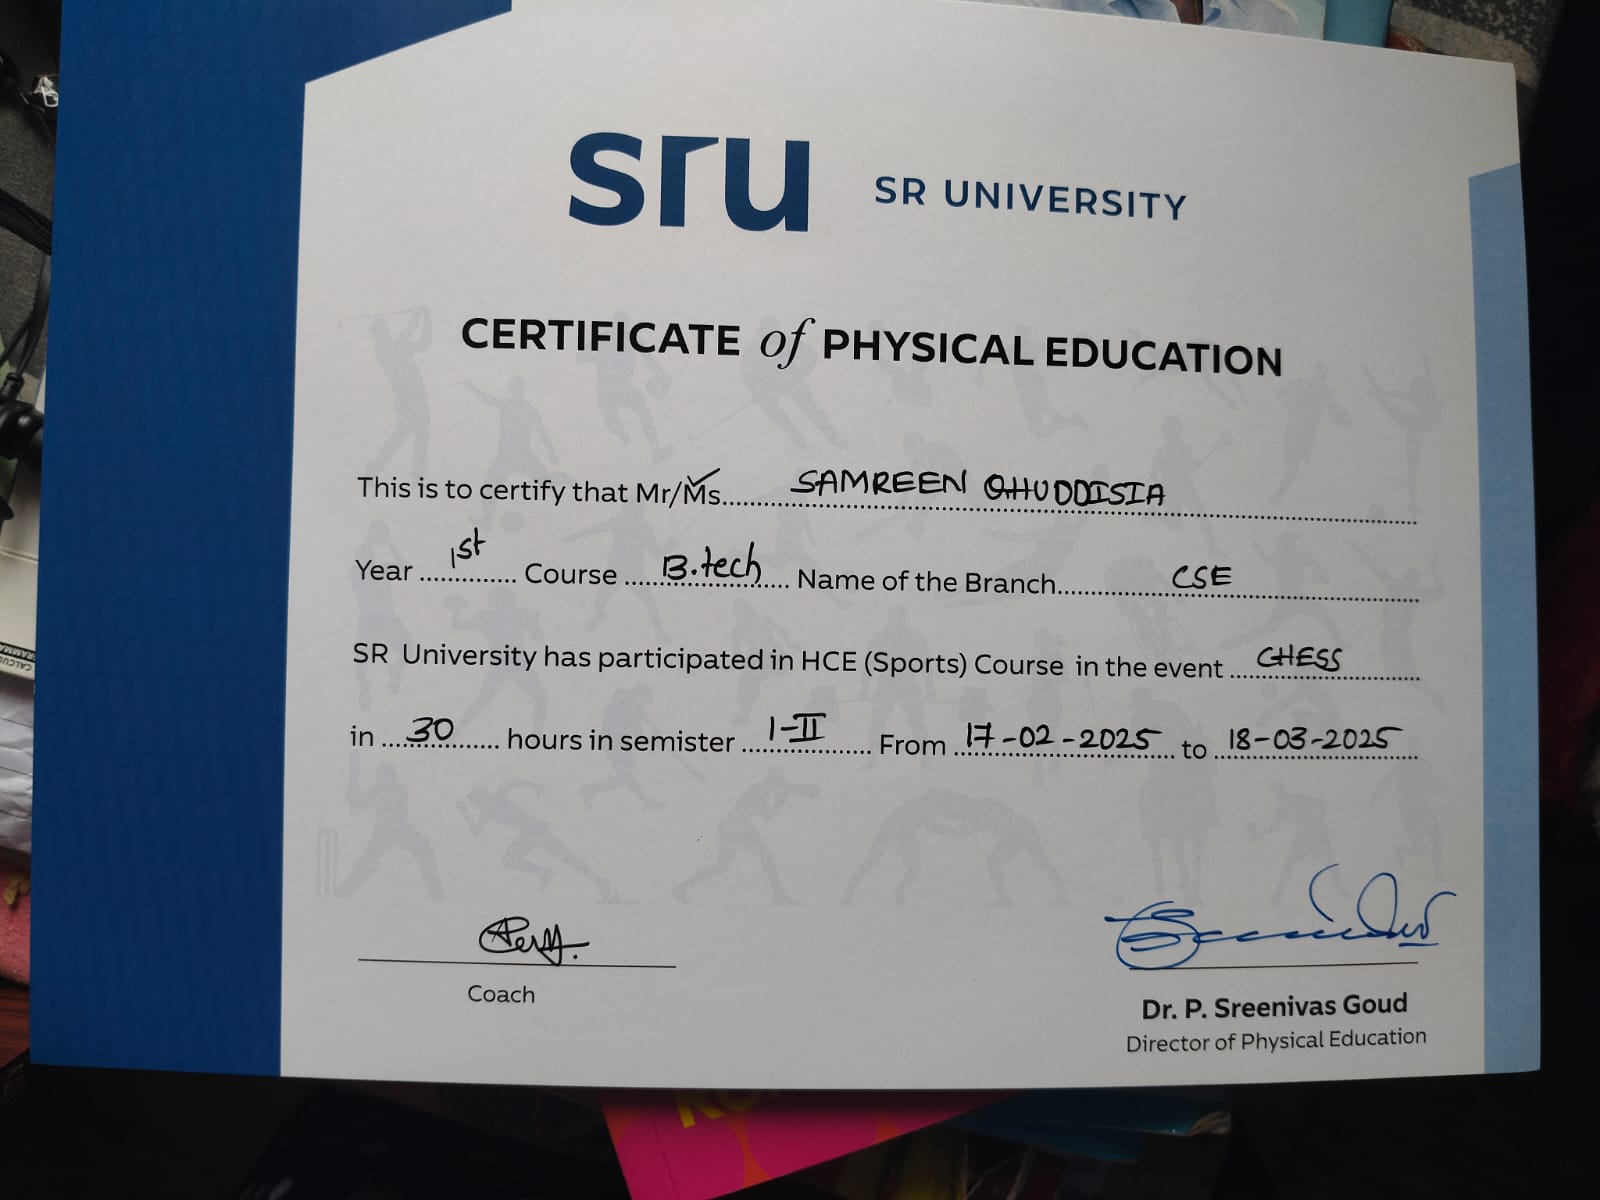 sru SR UNIVERSITY
CERTIFICATE of PHYSICAL EDUCATION
This is to certify that Mr/Ms..... SAMREEN QHUDDISIA
Year ..... 1st ..... Course ..... B.tech ..... Name of the Branch..... CSE .....
SR University has participated in HCE (Sports) Course in the event ..... CHESS .....
in ..... 30 ..... hours in semister ..... I-II ..... From ..... 17-02-2025 ..... to ..... 18-03-2025 .....
Coach
Dr. P. Sreenivas Goud
Director of Physical Education